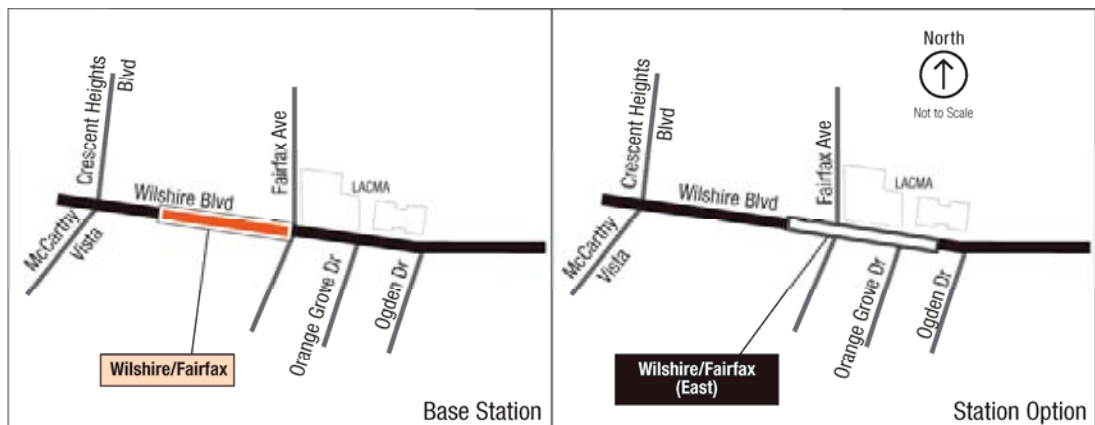 Crescent Heights
Blvd
Fairfax Ave
LACMA
Wilshire Blvd
McCarthy
Vista
Orange Grove Dr
Ogden Dr
Wilshire/Fairfax
Base Station
North
Not to Scale
Crescent Heights
Blvd
Fairfax Ave
LACMA
Wilshire Blvd
McCarthy
Vista
Orange Grove Dr
Ogden Dr
Wilshire/Fairfax
(East)
Station Option